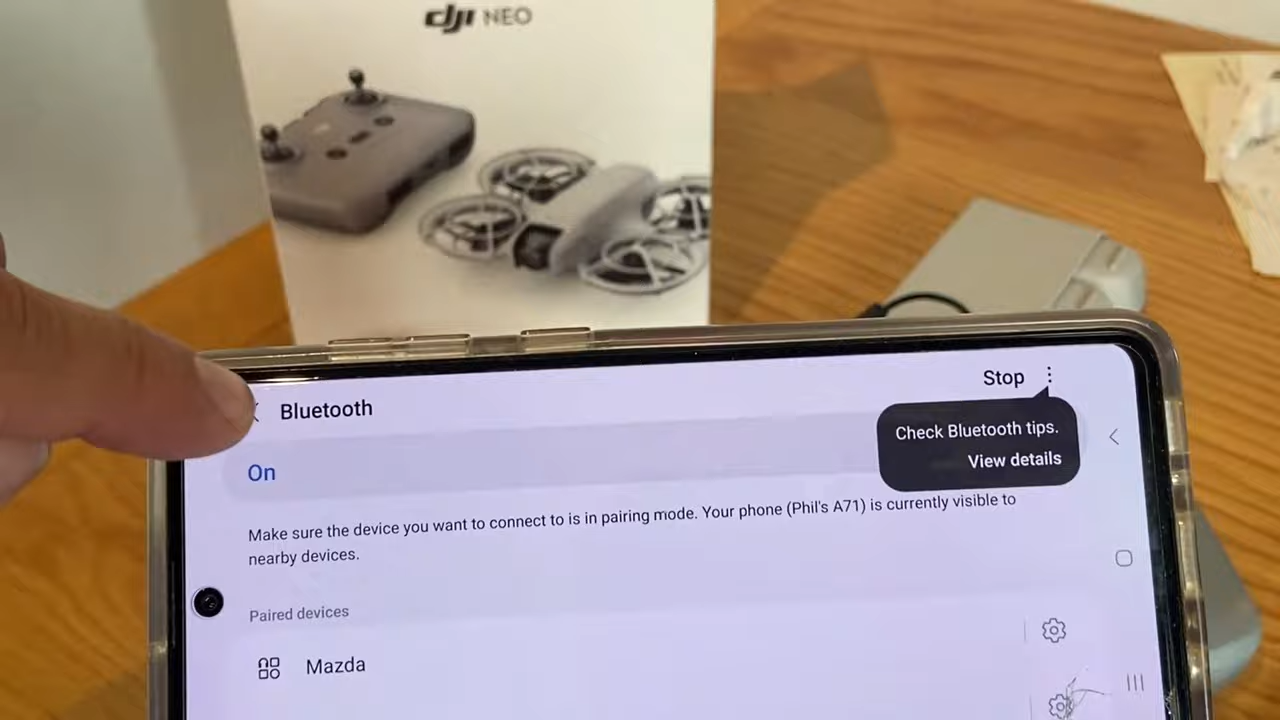 dji NEO
Stop
Bluetooth
Check Bluetooth tips.
View details
On
Make sure the device you want to connect to is in pairing mode. Your phone (Phil's A71) is currently visible to
nearby devices.
Paired devices
Mazda